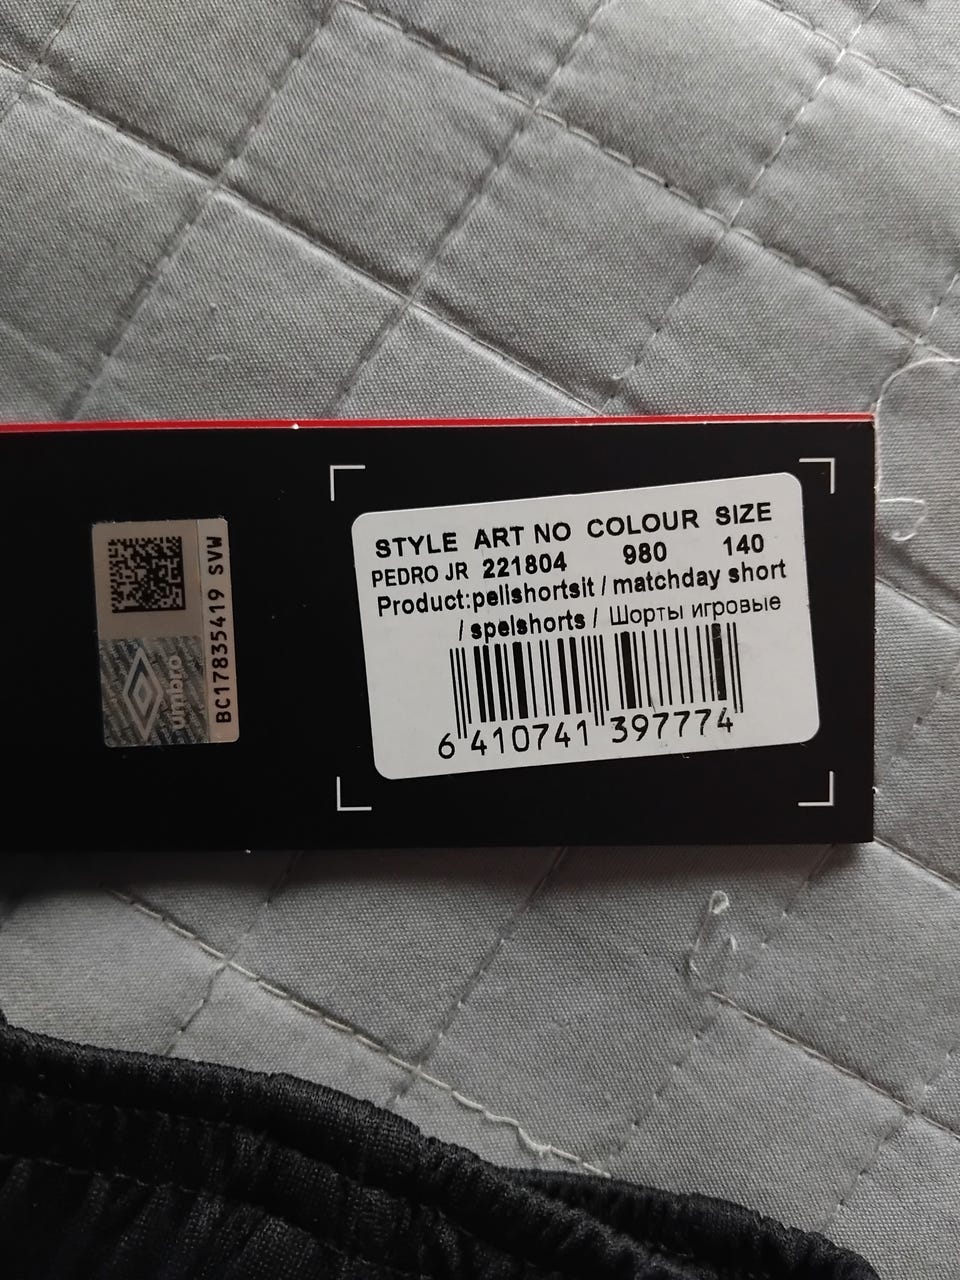 STYLE ART NO COLOUR SIZE
PEDRO JR 221804 980 140
Product:pelishortsit / matchday short
/ spelshorts / Шорты игровые
6 410741 397774
umbro
BC17835419 SVW